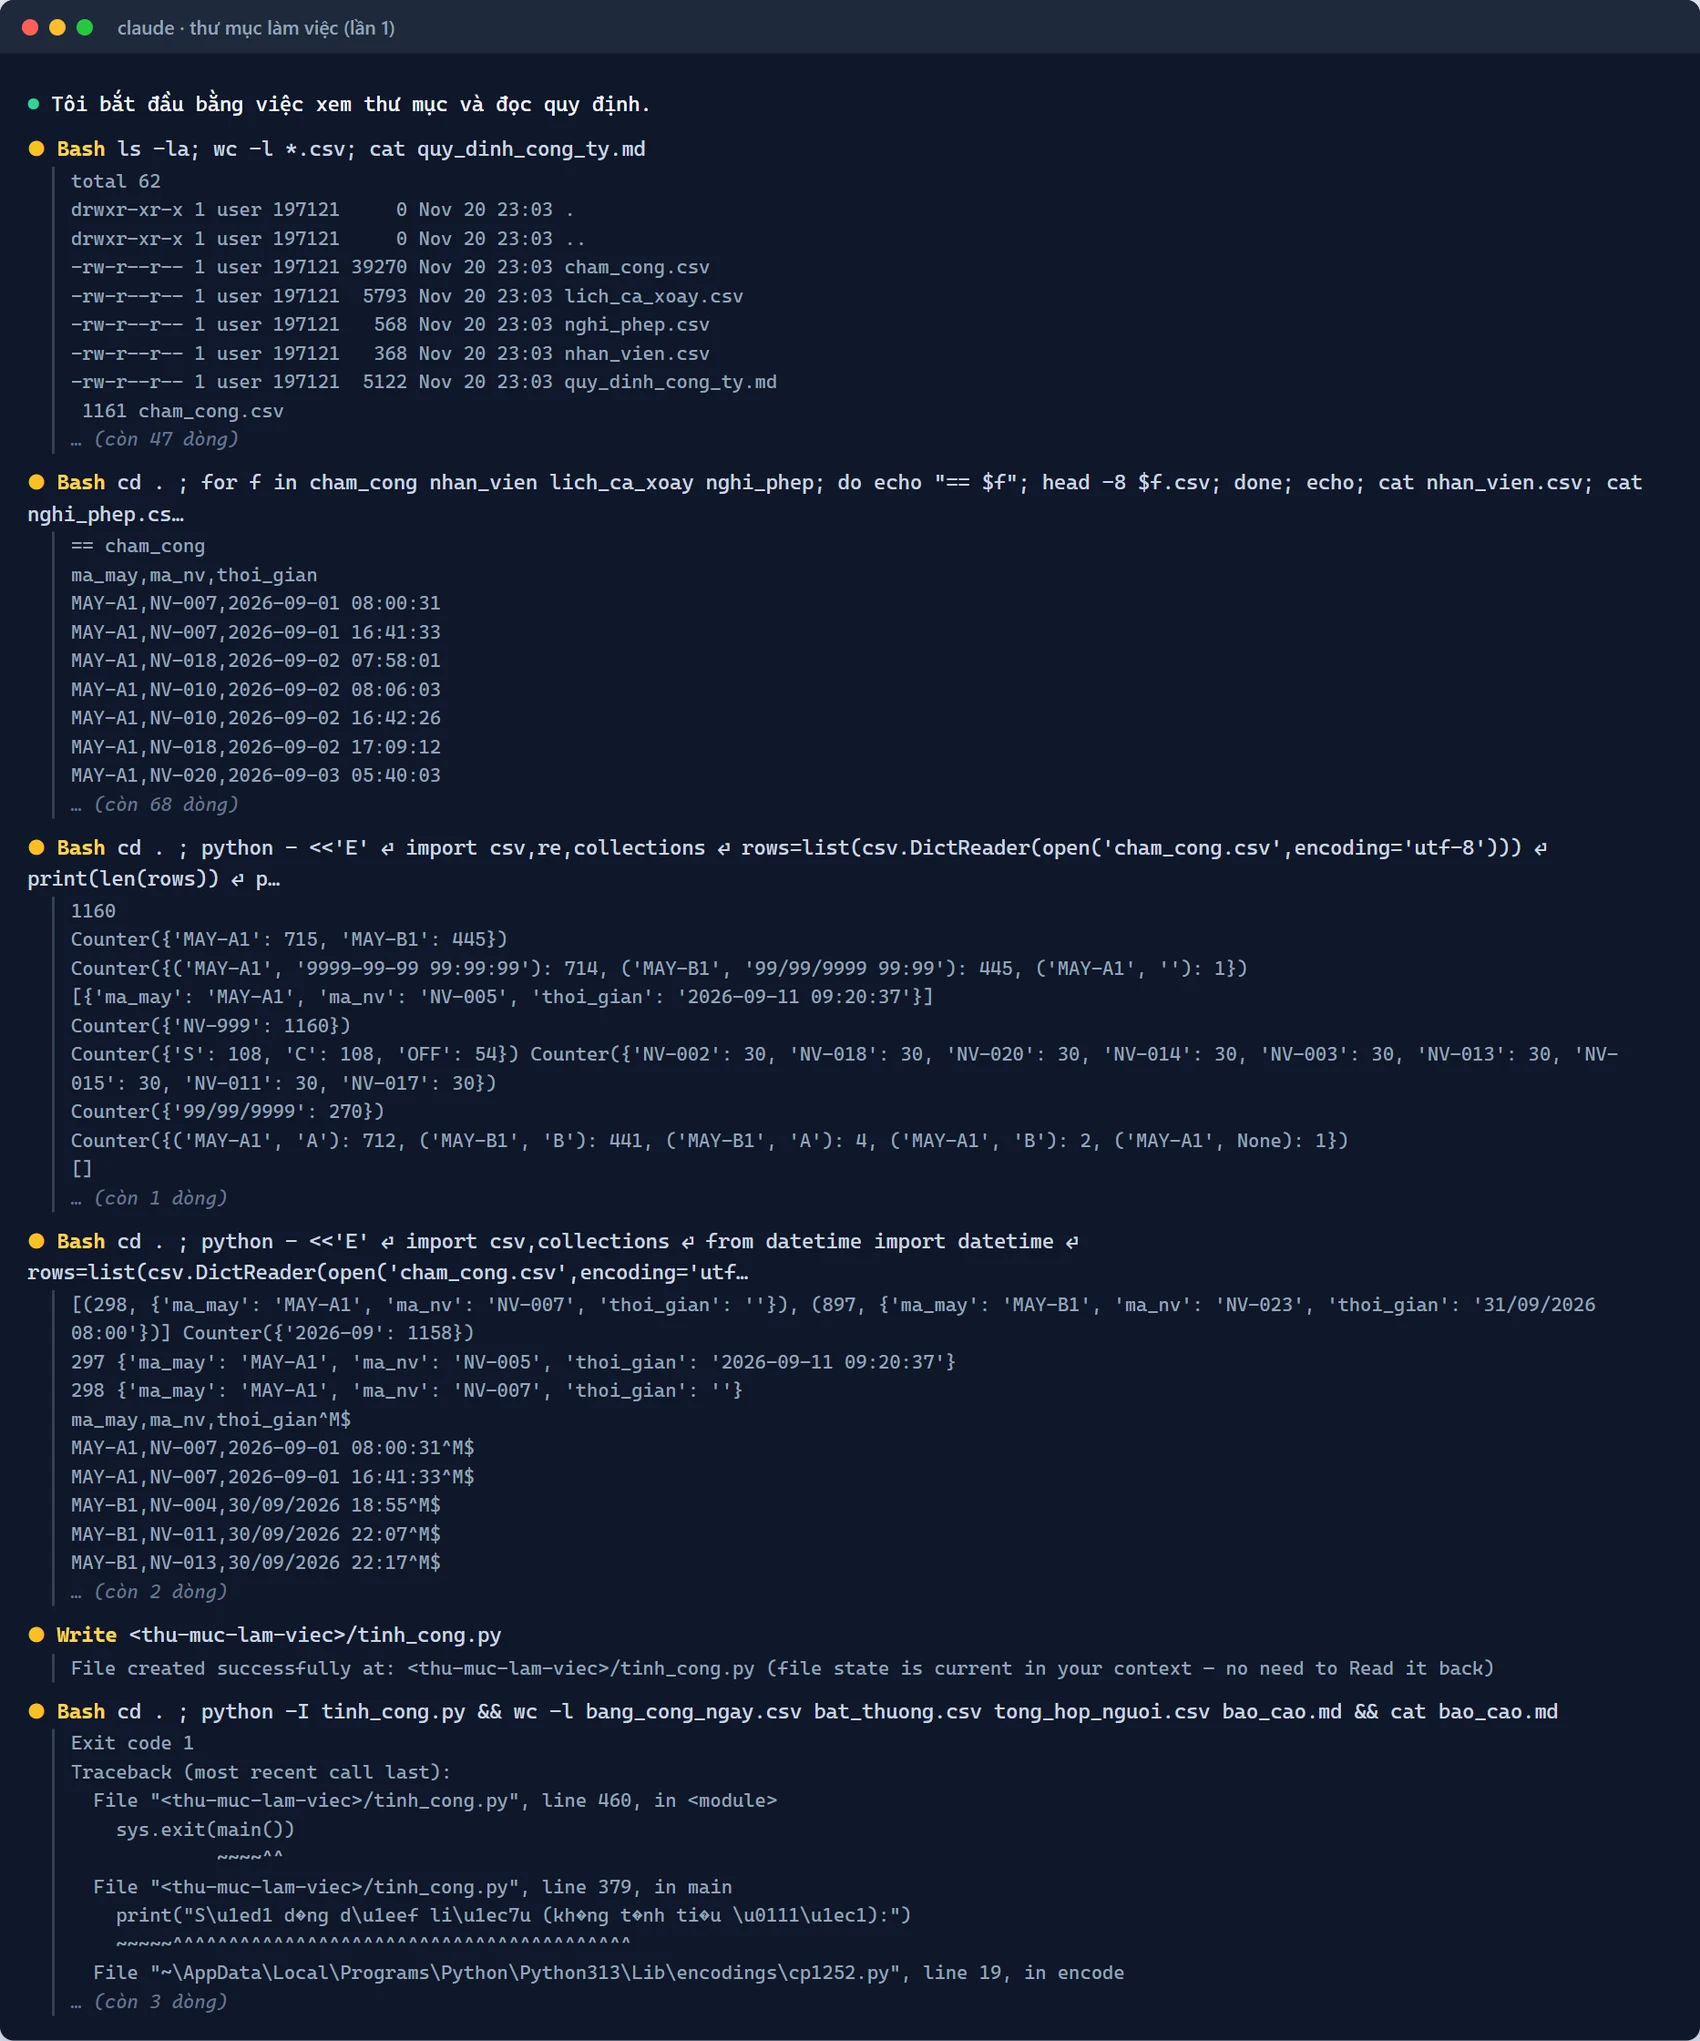 claude · thư mục làm việc (lần 1)
Tôi bắt đầu bằng việc xem thư mục và đọc quy định.
Bash ls -la; wc -l *.csv; cat quy_dinh_cong_ty.md
total 62
drwxr-xr-x 1 user 197121     0 Nov 20 23:03 .
drwxr-xr-x 1 user 197121     0 Nov 20 23:03 ..
-rw-r--r-- 1 user 197121 39270 Nov 20 23:03 cham_cong.csv
-rw-r--r-- 1 user 197121  5793 Nov 20 23:03 lich_ca_xoay.csv
-rw-r--r-- 1 user 197121   568 Nov 20 23:03 nghi_phep.csv
-rw-r--r-- 1 user 197121   368 Nov 20 23:03 nhan_vien.csv
-rw-r--r-- 1 user 197121  5122 Nov 20 23:03 quy_dinh_cong_ty.md
 1161 cham_cong.csv
… (còn 47 dòng)
Bash cd . ; for f in cham_cong nhan_vien lich_ca_xoay nghi_phep; do echo "== $f"; head -8 $f.csv; done; echo; cat nhan_vien.csv; cat
nghi_phep.cs…
== cham_cong
ma_may,ma_nv,thoi_gian
MAY-A1,NV-007,2026-09-01 08:00:31
MAY-A1,NV-007,2026-09-01 16:41:33
MAY-A1,NV-018,2026-09-02 07:58:01
MAY-A1,NV-010,2026-09-02 08:06:03
MAY-A1,NV-010,2026-09-02 16:42:26
MAY-A1,NV-018,2026-09-02 17:09:12
MAY-A1,NV-020,2026-09-03 05:40:03
… (còn 68 dòng)
Bash cd . ; python - <<'E' ⏎ import csv,re,collections ⏎ rows=list(csv.DictReader(open('cham_cong.csv',encoding='utf-8'))) ⏎
print(len(rows)) ⏎ p…
1160
Counter({'MAY-A1': 715, 'MAY-B1': 445})
Counter({('MAY-A1', '9999-99-99 99:99:99'): 714, ('MAY-B1', '99/99/9999 99:99'): 445, ('MAY-A1', ''): 1})
[{'ma_may': 'MAY-A1', 'ma_nv': 'NV-005', 'thoi_gian': '2026-09-11 09:20:37'}]
Counter({'NV-999': 1160})
Counter({'S': 108, 'C': 108, 'OFF': 54}) Counter({'NV-002': 30, 'NV-018': 30, 'NV-020': 30, 'NV-014': 30, 'NV-003': 30, 'NV-013': 30, 'NV-
015': 30, 'NV-011': 30, 'NV-017': 30})
Counter({'99/99/9999': 270})
Counter({('MAY-A1', 'A'): 712, ('MAY-B1', 'B'): 441, ('MAY-B1', 'A'): 4, ('MAY-A1', 'B'): 2, ('MAY-A1', None): 1})
[]
… (còn 1 dòng)
Bash cd . ; python - <<'E' ⏎ import csv,collections ⏎ from datetime import datetime ⏎
rows=list(csv.DictReader(open('cham_cong.csv',encoding='utf…
[(298, {'ma_may': 'MAY-A1', 'ma_nv': 'NV-007', 'thoi_gian': ''}), (897, {'ma_may': 'MAY-B1', 'ma_nv': 'NV-023', 'thoi_gian': '31/09/2026
08:00'})] Counter({'2026-09': 1158})
297 {'ma_may': 'MAY-A1', 'ma_nv': 'NV-005', 'thoi_gian': '2026-09-11 09:20:37'}
298 {'ma_may': 'MAY-A1', 'ma_nv': 'NV-007', 'thoi_gian': ''}
ma_may,ma_nv,thoi_gian^M$
MAY-A1,NV-007,2026-09-01 08:00:31^M$
MAY-A1,NV-007,2026-09-01 16:41:33^M$
MAY-B1,NV-004,30/09/2026 18:55^M$
MAY-B1,NV-011,30/09/2026 22:07^M$
MAY-B1,NV-013,30/09/2026 22:17^M$
… (còn 2 dòng)
Write <thu-muc-lam-viec>/tinh_cong.py
File created successfully at: <thu-muc-lam-viec>/tinh_cong.py (file state is current in your context — no need to Read it back)
Bash cd . ; python -I tinh_cong.py && wc -l bang_cong_ngay.csv bat_thuong.csv tong_hop_nguoi.csv bao_cao.md && cat bao_cao.md
Exit code 1
Traceback (most recent call last):
  File "<thu-muc-lam-viec>/tinh_cong.py", line 460, in <module>
    sys.exit(main())
             ~~~~^^
  File "<thu-muc-lam-viec>/tinh_cong.py", line 379, in main
    print("S\u1ed1 d�ng d\u1eef li\u1ec7u (kh�ng t�nh ti�u \u0111\u1ec1):")
    ~~~~~^^^^^^^^^^^^^^^^^^^^^^^^^^^^^^^^^^^^^^^^^
  File "~\AppData\Local\Programs\Python\Python313\Lib\encodings\cp1252.py", line 19, in encode
… (còn 3 dòng)